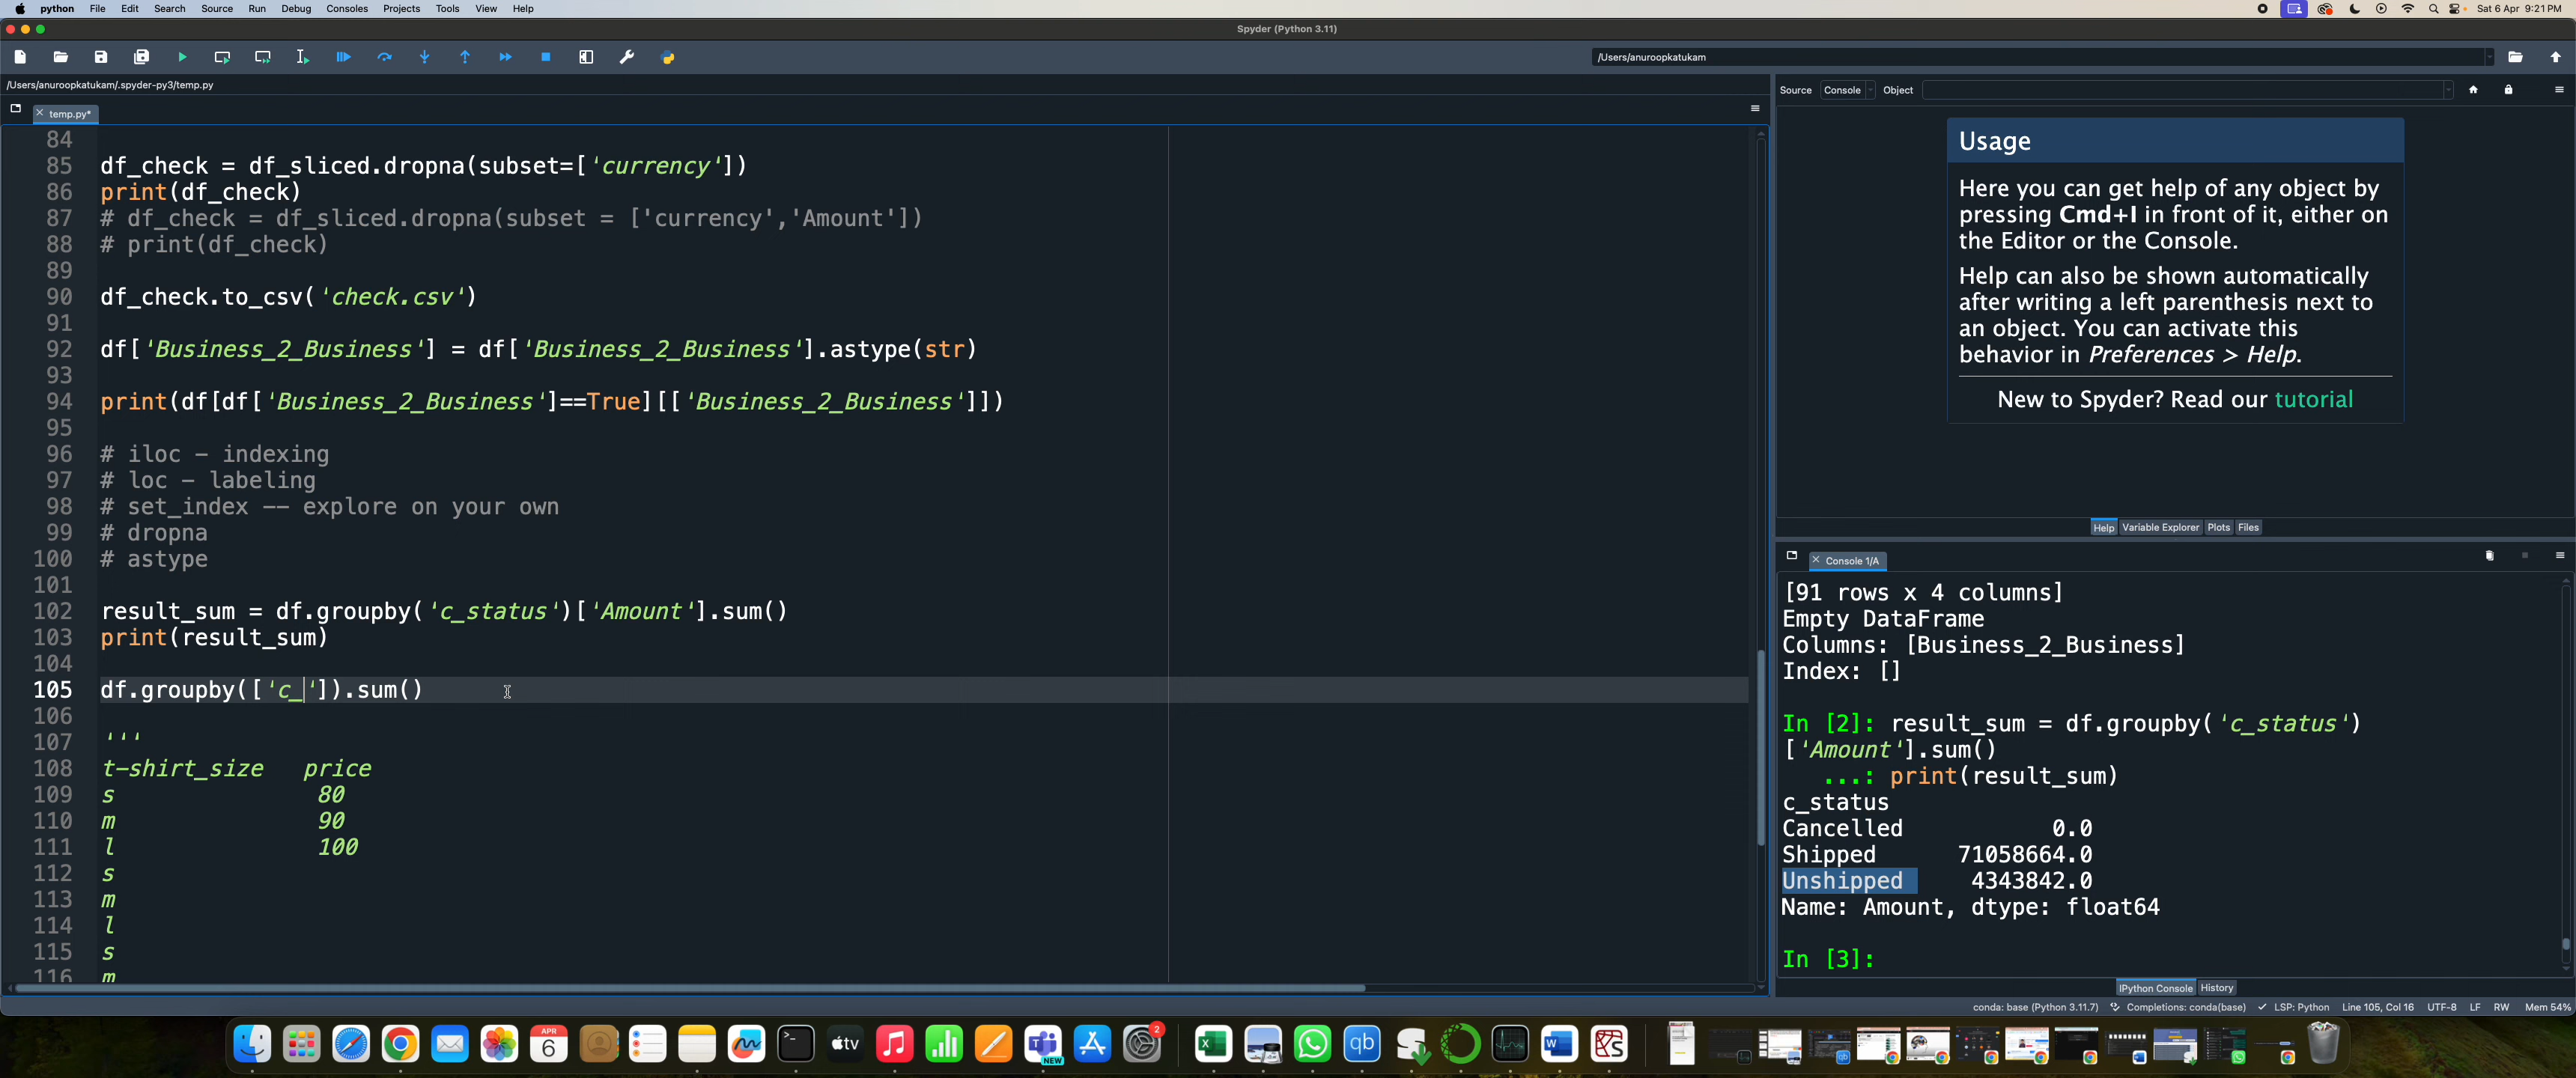 python File Edit Search Source Run Debug Consoles Projects Tools View Help Sat 6 Apr 9:21 PM
Spyder (Python 3.11)
/Users/anuroopkatukam
/Users/anuroopkatukam/.spyder-py3/temp.py
temp.py*
84
85 df_check = df_sliced.dropna(subset=['currency'])
86 print(df_check)
87 # df_check = df_sliced.dropna(subset = ['currency','Amount'])
88 # print(df_check)
89
90 df_check.to_csv('check.csv')
91
92 df['Business_2_Business'] = df['Business_2_Business'].astype(str)
93
94 print(df[df['Business_2_Business']==True][['Business_2_Business']])
95
96 # iloc - indexing
97 # loc - labeling
98 # set_index -- explore on your own
99 # dropna
100 # astype
101
102 result_sum = df.groupby('c_status')['Amount'].sum()
103 print(result_sum)
104
105 df.groupby(['c_']).sum()
106
107 '''
108 t-shirt_size price
109 s 80
110 m 90
111 l 100
112 s
113 m
114 l
115 s
116 m
Source Console Object
Usage
Here you can get help of any object by
pressing Cmd+I in front of it, either on
the Editor or the Console.
Help can also be shown automatically
after writing a left parenthesis next to
an object. You can activate this
behavior in Preferences > Help.
New to Spyder? Read our tutorial
Help Variable Explorer Plots Files
Console 1/A
[91 rows x 4 columns]
Empty DataFrame
Columns: [Business_2_Business]
Index: []
In [2]: result_sum = df.groupby('c_status')
['Amount'].sum()
...: print(result_sum)
c_status
Cancelled 0.0
Shipped 71058664.0
Unshipped 4343842.0
Name: Amount, dtype: float64
In [3]:
IPython Console History
conda: base (Python 3.11.7) Completions: conda(base) LSP: Python Line 105, Col 16 UTF-8 LF RW Mem 54%
APR
6
tv
NEW
2
qb